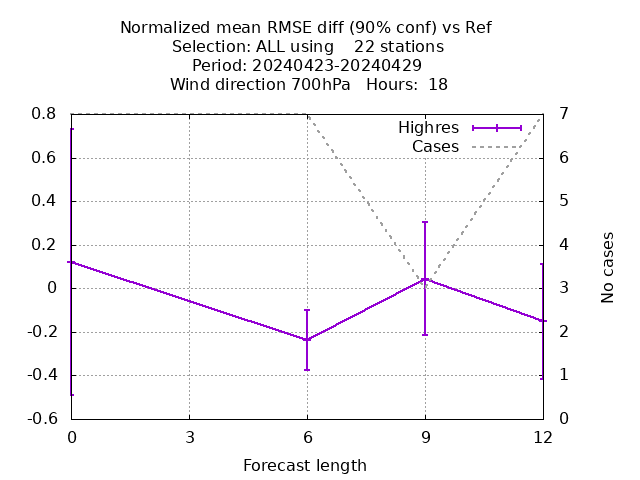 Normalized mean RMSE diff (90% conf) vs Ref
Selection: ALL using    22 stations
Period: 20240423-20240429
Wind direction 700hPa   Hours:  18
0.8
0.6
0.4
0.2
0
-0.2
-0.4
-0.6
7
6
5
4
3
2
1
0
Highres
Cases
No cases
0 3 6 9 12
Forecast length